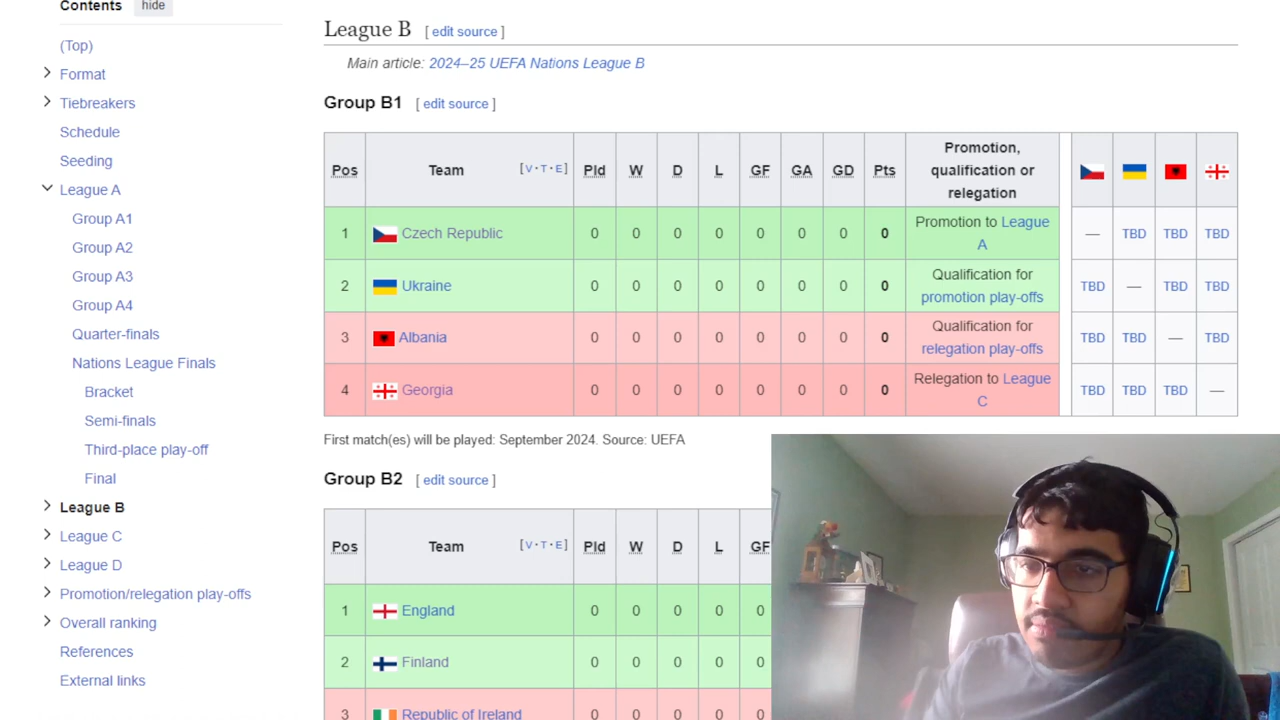 Contents hide
(Top)
Format
Tiebreakers
Schedule
Seeding
League A
Group A1
Group A2
Group A3
Group A4
Quarter-finals
Nations League Finals
Bracket
Semi-finals
Third-place play-off
Final
League B
League C
League D
Promotion/relegation play-offs
Overall ranking
References
External links
League B [ edit source ]
Main article: 2024–25 UEFA Nations League B
Group B1 [ edit source ]
Pos Team [V·T·E] Pld W D L GF GA GD Pts Promotion, qualification or relegation
1 Czech Republic 0 0 0 0 0 0 0 0 Promotion to League A — TBD TBD TBD
2 Ukraine 0 0 0 0 0 0 0 0 Qualification for promotion play-offs TBD — TBD TBD
3 Albania 0 0 0 0 0 0 0 0 Qualification for relegation play-offs TBD TBD — TBD
4 Georgia 0 0 0 0 0 0 0 0 Relegation to League C TBD TBD TBD —
First match(es) will be played: September 2024. Source: UEFA
Group B2 [ edit source ]
Pos Team [V·T·E] Pld W D L GF
1 England 0 0 0 0 0
2 Finland 0 0 0 0 0
3 Republic of Ireland 0 0 0 0 0